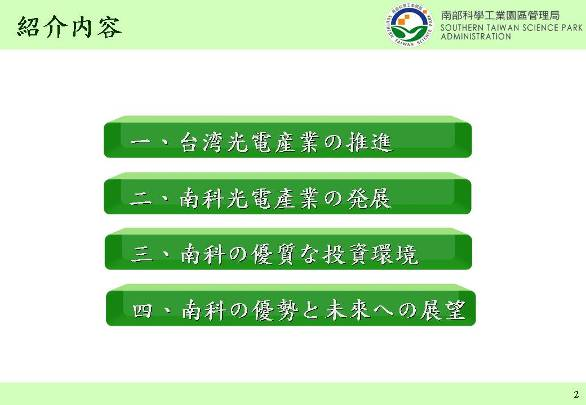 紹介内容
南部科學工業園區管理局
SOUTHERN TAIWAN SCIENCE PARK
ADMINISTRATION
一、台湾光電産業の推進
二、南科光電産業の発展
三、南科の優質な投資環境
四、南科の優勢と未來への展望
2